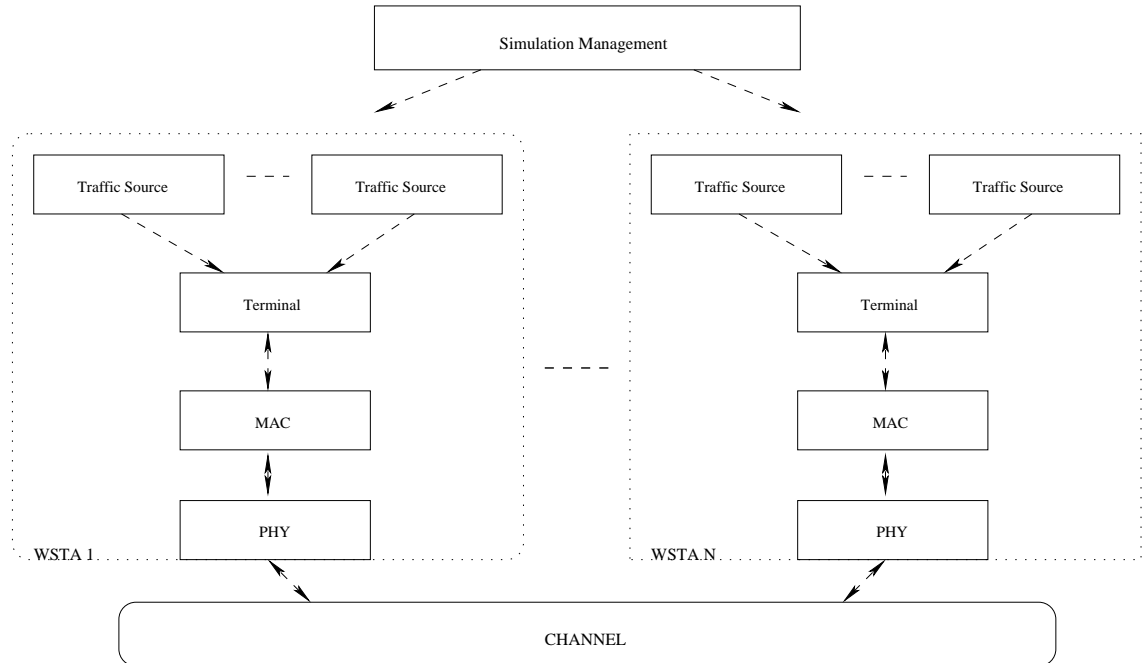 Simulation Management
Traffic Source
Traffic Source
Traffic Source
Traffic Source
Terminal
Terminal
MAC
MAC
PHY
PHY
WSTA 1
WSTA N
CHANNEL